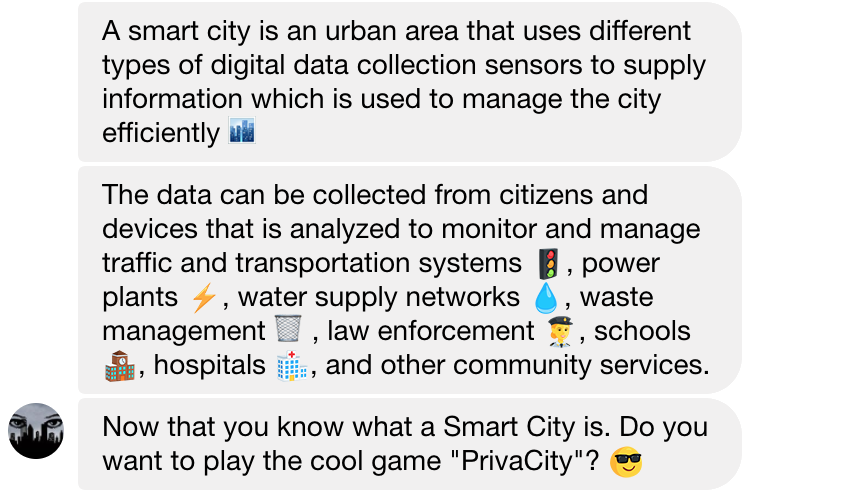 A smart city is an urban area that uses different
types of digital data collection sensors to supply
information which is used to manage the city
efficiently 🏙️
The data can be collected from citizens and
devices that is analyzed to monitor and manage
traffic and transportation systems 🚦, power
plants ⚡, water supply networks 💧, waste
management 🗑️ , law enforcement 👮, schools
🏫, hospitals 🏥, and other community services.
Now that you know what a Smart City is. Do you
want to play the cool game "PrivaCity"? 😎